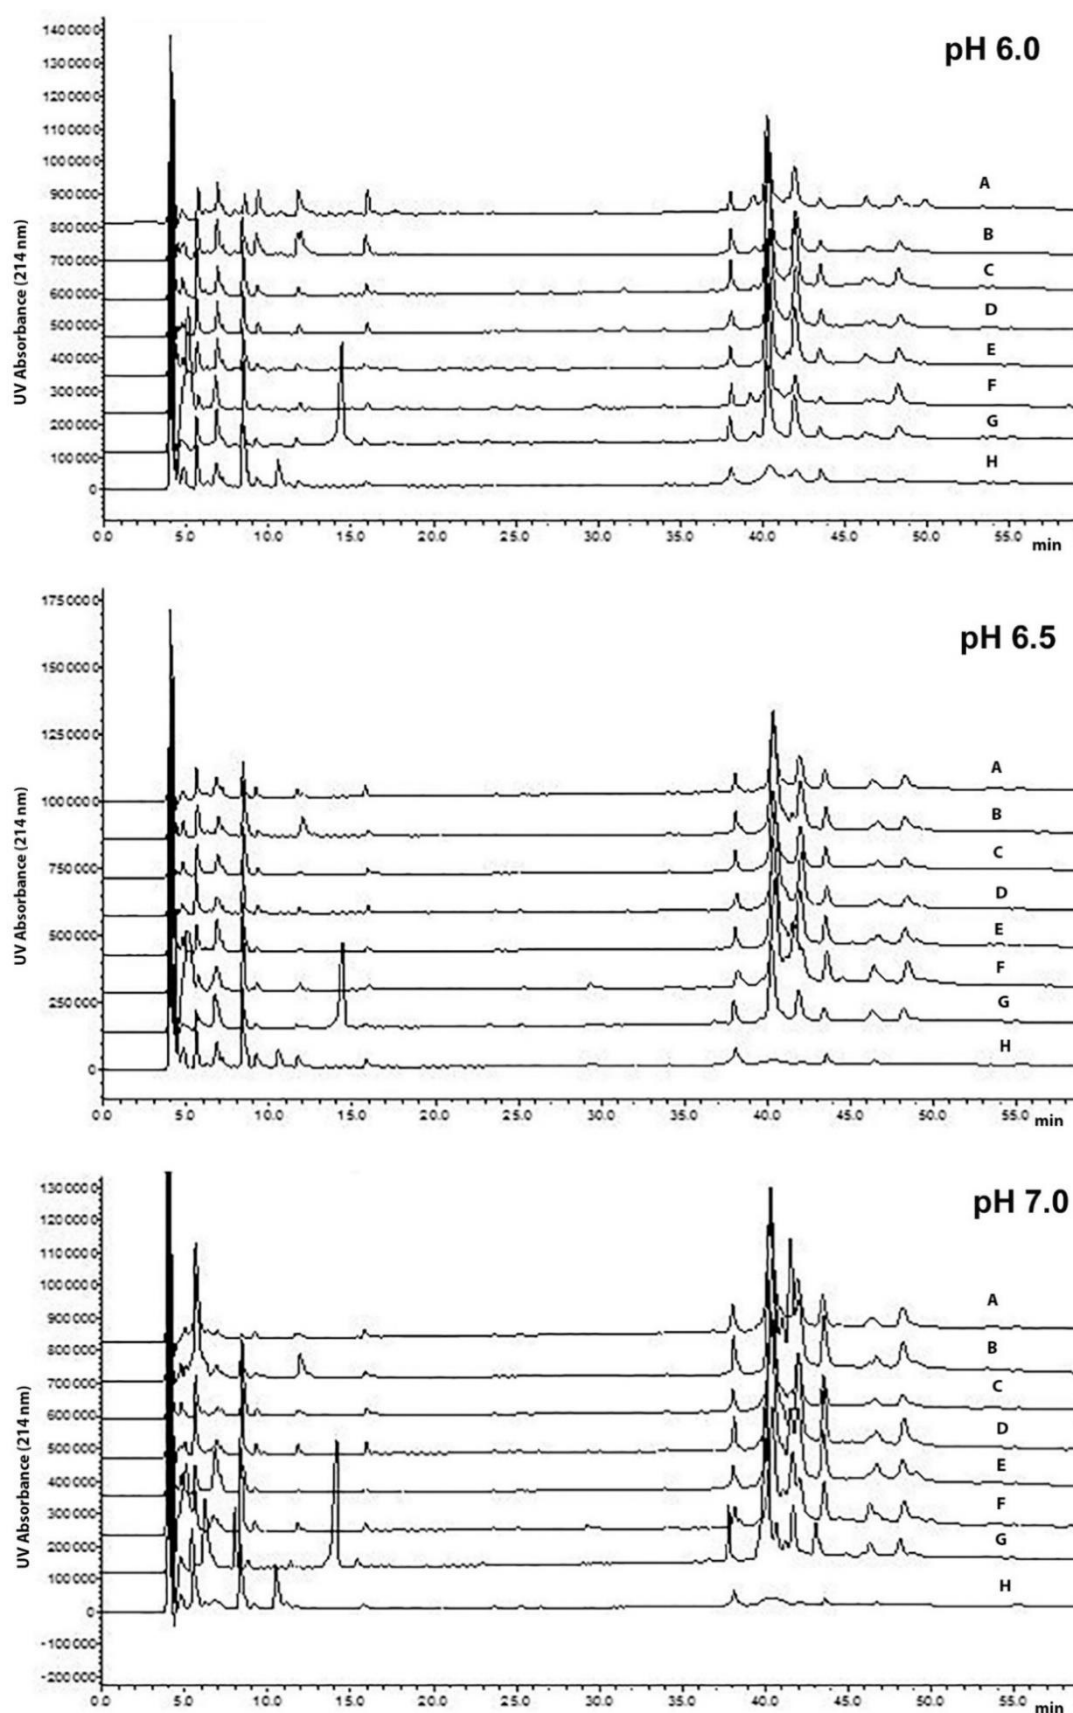 pH 6.0
UV Absorbance (214 nm)
1400000
1300000
1200000
1100000
1000000
900000
800000
700000
600000
500000
400000
300000
200000
100000
0
A
B
C
D
E
F
G
H
0.0 5.0 10.0 15.0 20.0 25.0 30.0 35.0 40.0 45.0 50.0 55.0 min
pH 6.5
UV Absorbance (214 nm)
1750000
1500000
1250000
1000000
750000
500000
250000
0
A
B
C
D
E
F
G
H
0.0 5.0 10.0 15.0 20.0 25.0 30.0 35.0 40.0 45.0 50.0 55.0 min
pH 7.0
UV Absorbance (214 nm)
1300000
1200000
1100000
1000000
900000
800000
700000
600000
500000
400000
300000
200000
100000
0
-100000
-200000
A
B
C
D
E
F
G
H
0.0 5.0 10.0 15.0 20.0 25.0 30.0 35.0 40.0 45.0 50.0 55.0 min